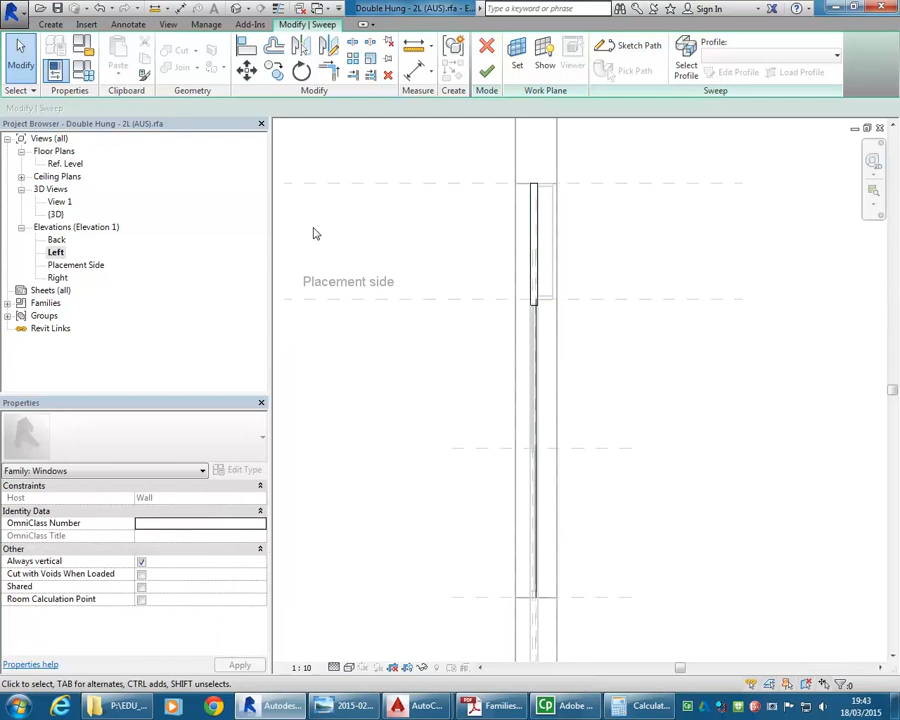 Double Hung - 2L (AUS).rfa - E...
Type a keyword or phrase
Sign In
Create
Insert
Annotate
View
Manage
Add-Ins
Modify | Sweep
Modify
Paste
Cut
Join
Set
Show
Viewer
Sketch Path
Pick Path
Select
Profile
Profile:
Edit Profile
Load Profile
Select
Properties
Clipboard
Geometry
Modify
Measure
Create
Mode
Work Plane
Sweep
Modify | Sweep
Project Browser - Double Hung - 2L (AUS).rfa
Views (all)
Floor Plans
Ref. Level
Ceiling Plans
3D Views
View 1
{3D}
Elevations (Elevation 1)
Back
Left
Placement Side
Right
Sheets (all)
Families
Groups
Revit Links
Placement side
Properties
Family: Windows
Edit Type
Constraints
Host
Wall
Identity Data
OmniClass Number
OmniClass Title
Other
Always vertical
Cut with Voids When Loaded
Shared
Room Calculation Point
Properties help
Apply
1 : 10
Click to select, TAB for alternates, CTRL adds, SHIFT unselects.
:0
P:\EDU_...
Autodes...
2015-02...
AutoC...
Families...
Adobe ...
Calculat...
19:43
18/03/2015